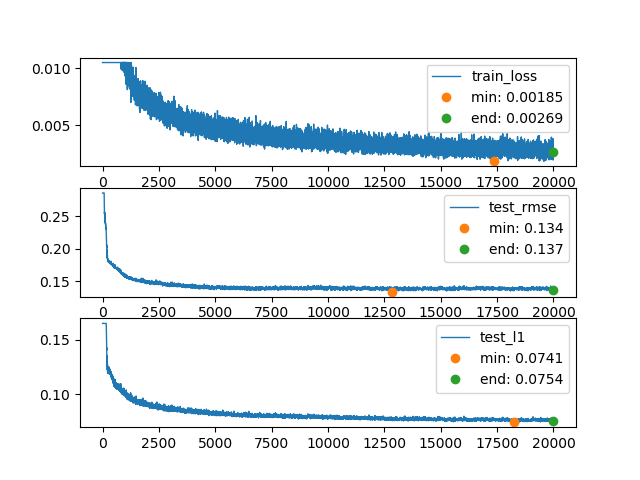 train_loss
min: 0.00185
end: 0.00269
0.010
0.005
0 2500 5000 7500 10000 12500 15000 17500 20000
test_rmse
min: 0.134
end: 0.137
0.25
0.20
0.15
0 2500 5000 7500 10000 12500 15000 17500 20000
test_l1
min: 0.0741
end: 0.0754
0.15
0.10
0 2500 5000 7500 10000 12500 15000 17500 20000